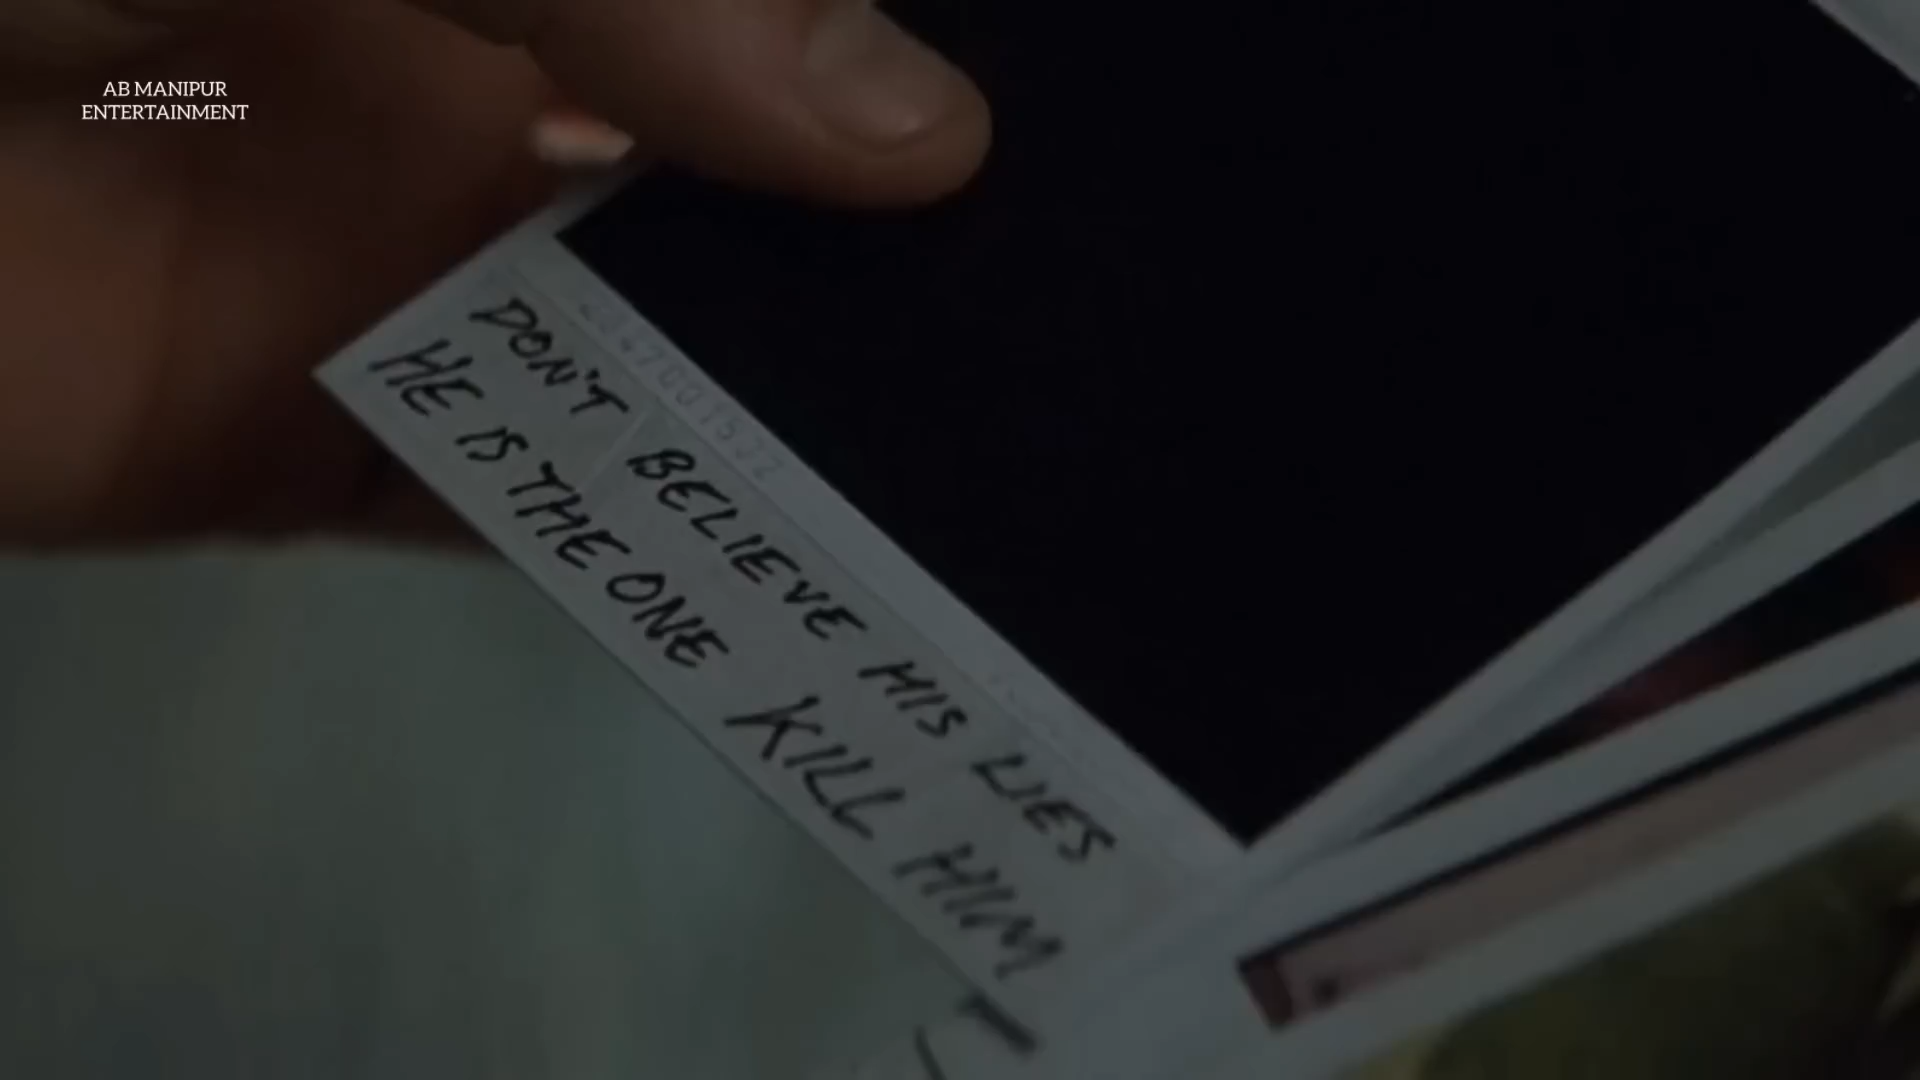 AB MANIPUR
ENTERTAINMENT
DON'T BELIEVE HIS LIES
HE IS THE ONE KILL HIM